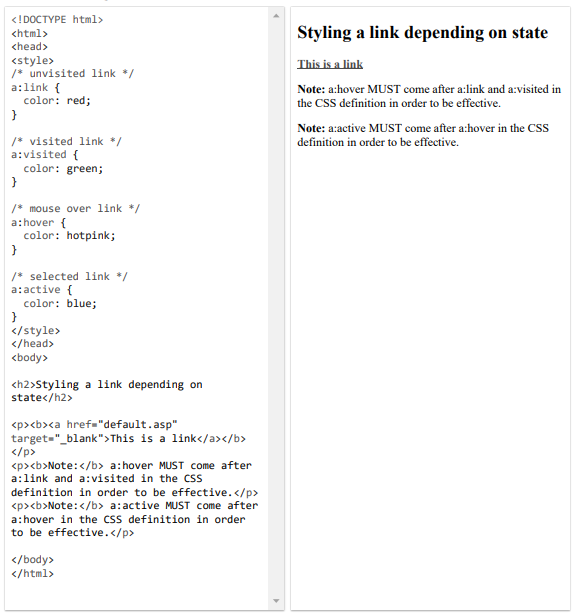 <!DOCTYPE html>
<html>
<head>
<style>
/* unvisited link */
a:link {
  color: red;
}

/* visited link */
a:visited {
  color: green;
}

/* mouse over link */
a:hover {
  color: hotpink;
}

/* selected link */
a:active {
  color: blue;
}
</style>
</head>
<body>

<h2>Styling a link depending on
state</h2>

<p><b><a href="default.asp"
target="_blank">This is a link</a></b>
</p>
<p><b>Note:</b> a:hover MUST come after
a:link and a:visited in the CSS
definition in order to be effective.</p>
<p><b>Note:</b> a:active MUST come after
a:hover in the CSS definition in order
to be effective.</p>

</body>
</html>

Styling a link depending on state
This is a link
Note: a:hover MUST come after a:link and a:visited in
the CSS definition in order to be effective.
Note: a:active MUST come after a:hover in the CSS
definition in order to be effective.